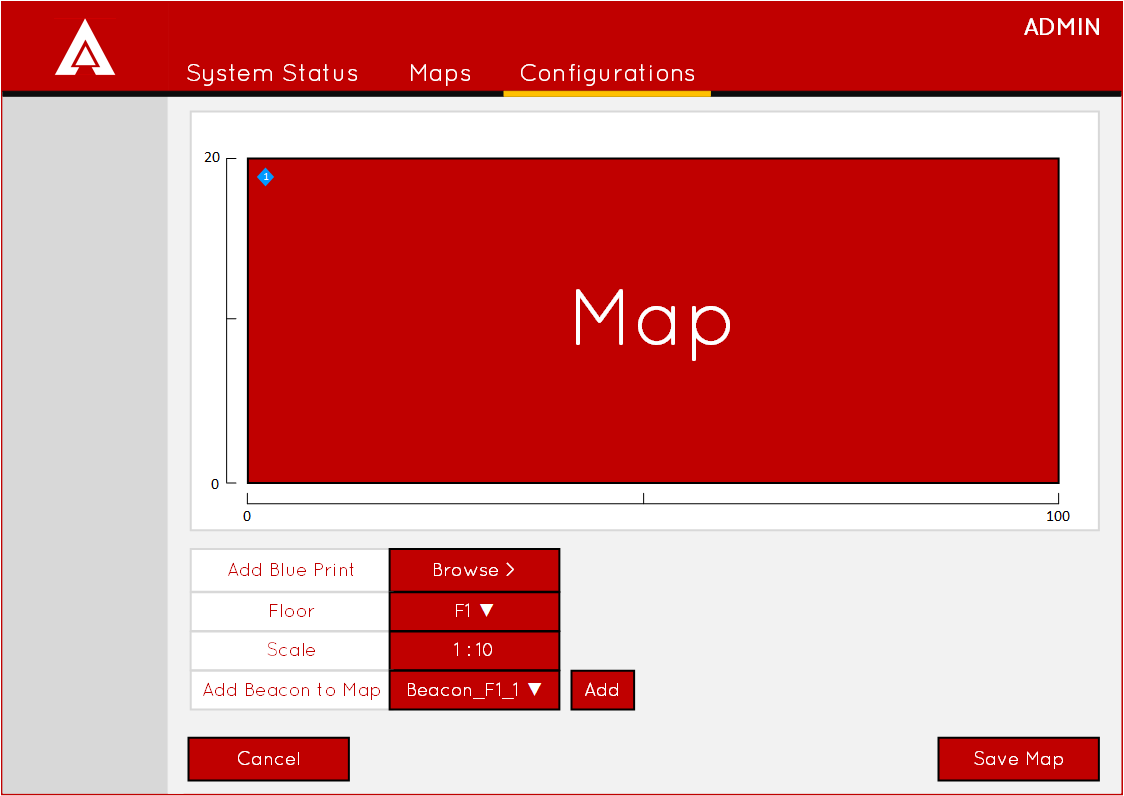 ADMIN
System Status Maps Configurations
20
1
Map
0
0 100
Add Blue Print Browse >
Floor F1 ▼
Scale 1 : 10
Add Beacon to Map Beacon_F1_1 ▼ Add
Cancel Save Map